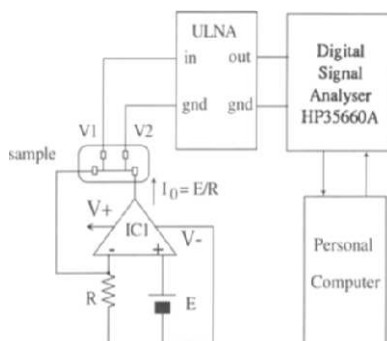 ULNA
in
out
gnd
gnd
Digital
Signal
Analyser
HP35660A
V1
V2
sample
I0 = E/R
V+
IC1
V-
-
+
R
E
Personal
Computer